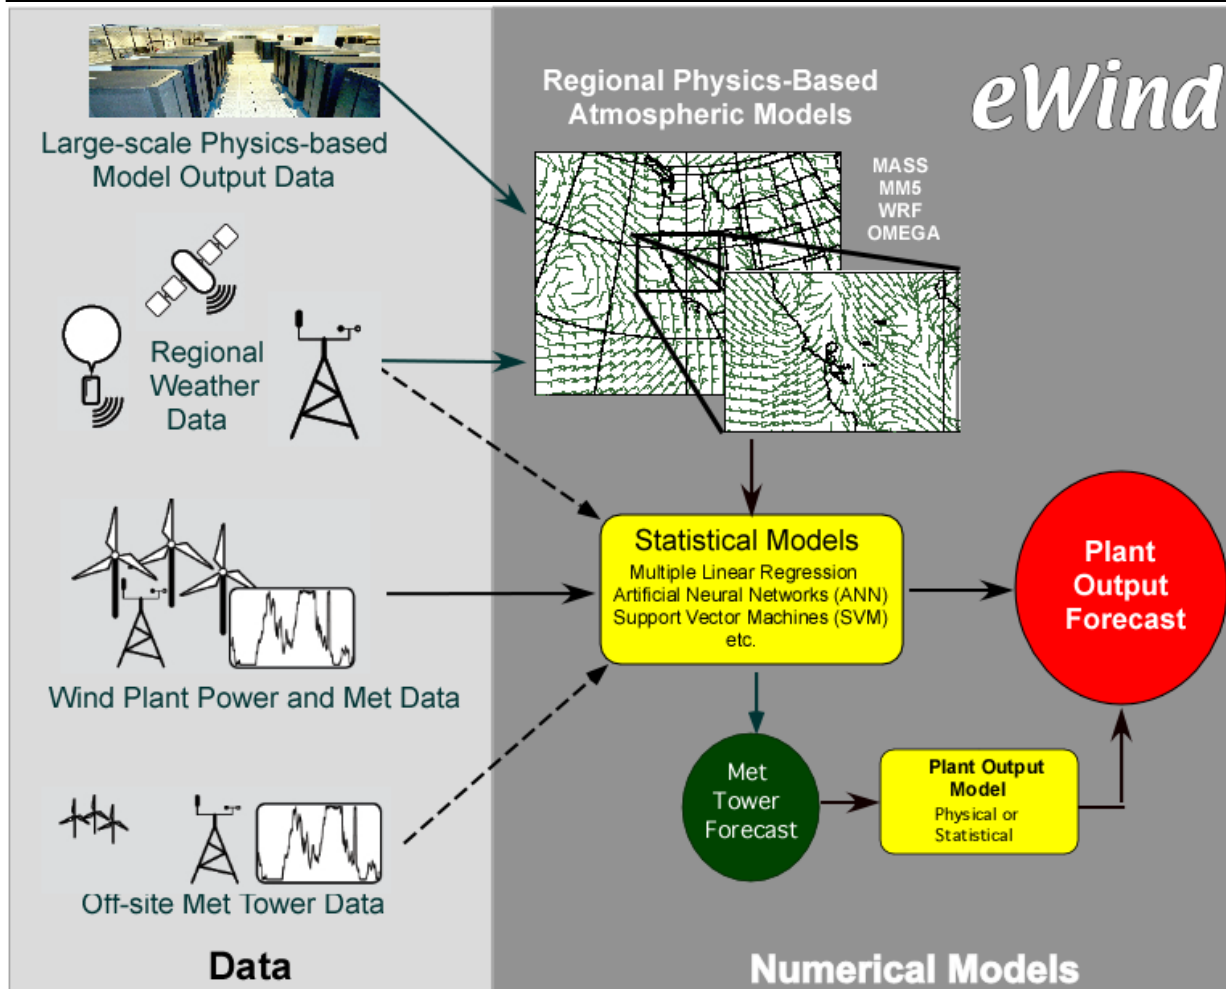 eWind
Large-scale Physics-based
Model Output Data
Regional Physics-Based
Atmospheric Models
MASS
MM5
WRF
OMEGA
Regional
Weather
Data
Statistical Models
Multiple Linear Regression
Artificial Neural Networks (ANN)
Support Vector Machines (SVM)
etc.
Plant
Output
Forecast
Wind Plant Power and Met Data
Met
Tower
Forecast
Plant Output
Model
Physical or
Statistical
Off-site Met Tower Data
Data
Numerical Models